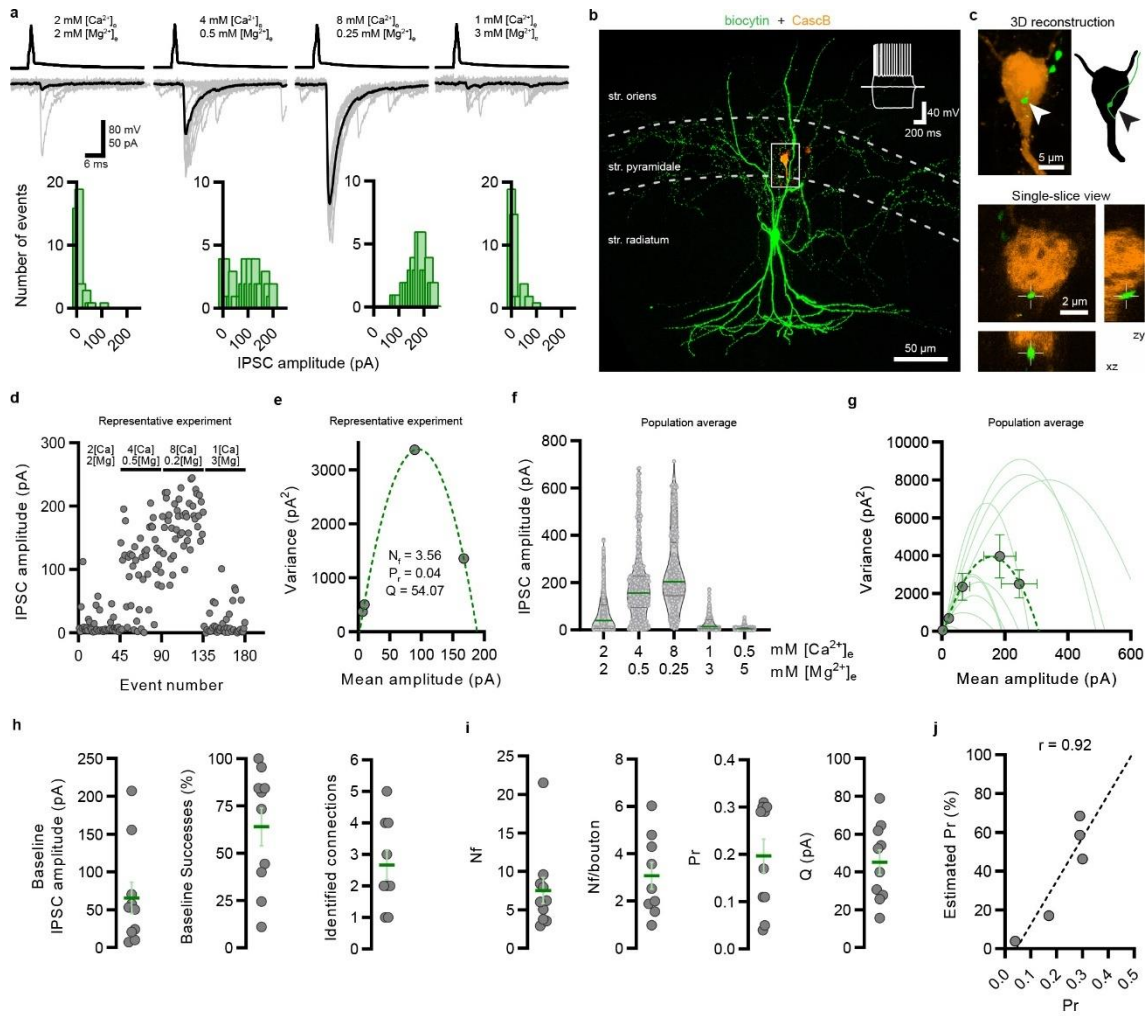 a
2 mM [Ca²⁺]ₑ
2 mM [Mg²⁺]ₑ
4 mM [Ca²⁺]ₑ
0.5 mM [Mg²⁺]ₑ
8 mM [Ca²⁺]ₑ
0.25 mM [Mg²⁺]ₑ
1 mM [Ca²⁺]ₑ
3 mM [Mg²⁺]ₑ
80 mV
50 pA
6 ms
Number of events
20
10
0
10
5
0
10
5
0
20
10
0
0 100 200
0 100 200
0 100 200
0 100 200
IPSC amplitude (pA)
b
biocytin + CascB
str. oriens
str. pyramidale
str. radiatum
40 mV
200 ms
50 µm
c
3D reconstruction
5 µm
Single-slice view
2 µm
zy
xz
d
Representative experiment
2[Ca] 4[Ca] 8[Ca] 1[Ca]
2[Mg] 0.5[Mg] 0.2[Mg] 3[Mg]
IPSC amplitude (pA)
300
200
100
0
0 45 90 135 180
Event number
e
Representative experiment
Variance (pA²)
3000
2000
1000
0
Nf = 3.56
Pr = 0.04
Q = 54.07
0 50 100 150 200
Mean amplitude (pA)
f
Population average
IPSC amplitude (pA)
800
600
400
200
0
2 4 8 1 0.5 mM [Ca²⁺]ₑ
2 0.5 0.25 3 5 mM [Mg²⁺]ₑ
g
Population average
Variance (pA²)
10000
8000
6000
4000
2000
0
0 200 400 600
Mean amplitude (pA)
h
Baseline
IPSC amplitude (pA)
250
200
150
100
50
0
Baseline Successes (%)
100
75
50
25
0
Identified connections
6
5
4
3
2
1
0
i
Nf
25
20
15
10
5
0
Nf/bouton
8
6
4
2
0
Pr
0.4
0.3
0.2
0.1
0.0
Q (pA)
100
80
60
40
20
0
j
r = 0.92
Estimated Pr (%)
100
80
60
40
20
0
0.0 0.1 0.2 0.3 0.4 0.5
Pr